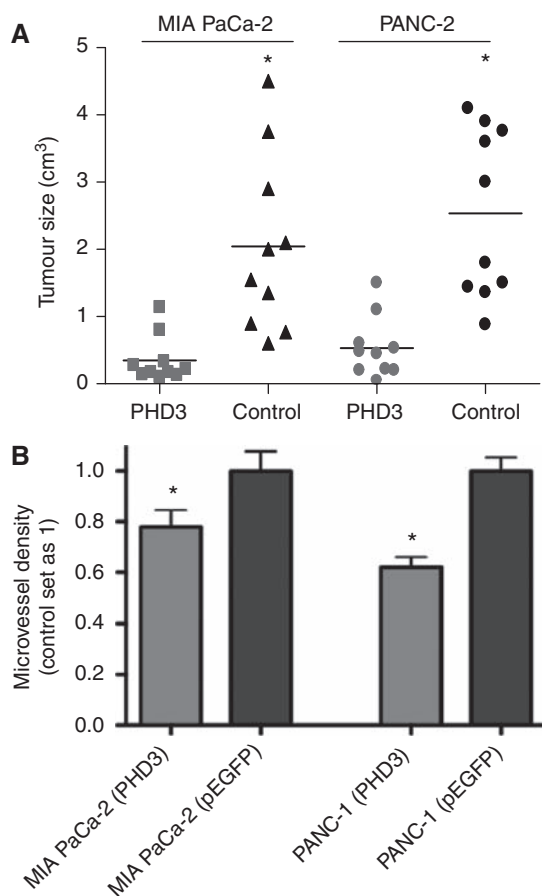 A
MIA PaCa-2 PANC-2
* *
5
4
3
2
1
0
Tumour size (cm³)
PHD3 Control PHD3 Control
B
* *
1.0
0.8
0.6
0.4
0.2
0.0
Microvessel density
(control set as 1)
MIA PaCa-2 (PHD3)
MIA PaCa-2 (pEGFP)
PANC-1 (PHD3)
PANC-1 (pEGFP)